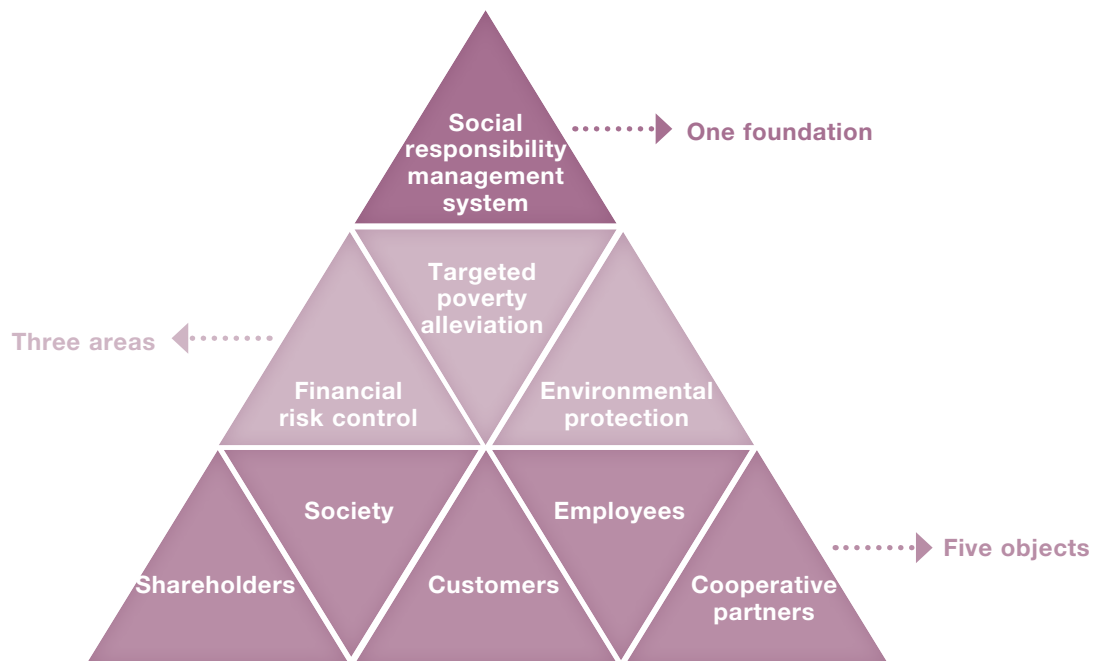 Social
responsibility
management
system
One foundation
Targeted
poverty
alleviation
Three areas
Financial
risk control
Environmental
protection
Society
Employees
Five objects
Shareholders
Customers
Cooperative
partners